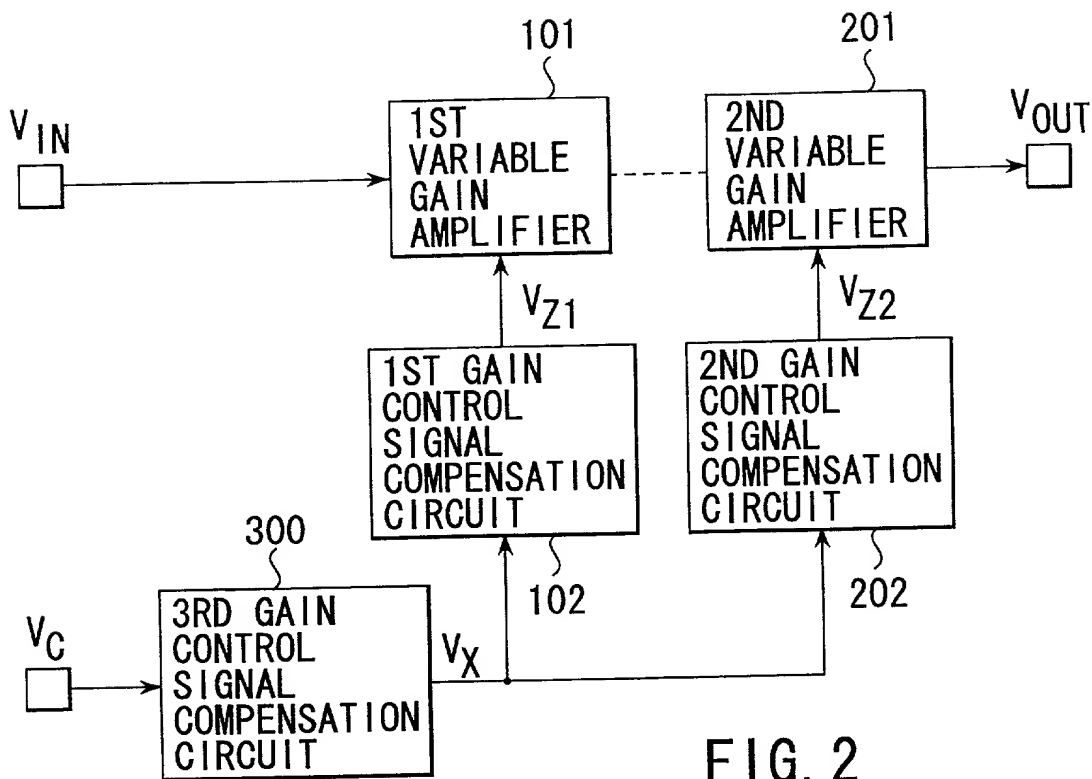 101
201
V_IN
1ST
VARIABLE
GAIN
AMPLIFIER
2ND
VARIABLE
GAIN
AMPLIFIER
V_OUT
V_Z1
V_Z2
1ST GAIN
CONTROL
SIGNAL
COMPENSATION
CIRCUIT
2ND GAIN
CONTROL
SIGNAL
COMPENSATION
CIRCUIT
300
102
202
V_C
3RD GAIN
CONTROL
SIGNAL
COMPENSATION
CIRCUIT
V_X
FIG. 2